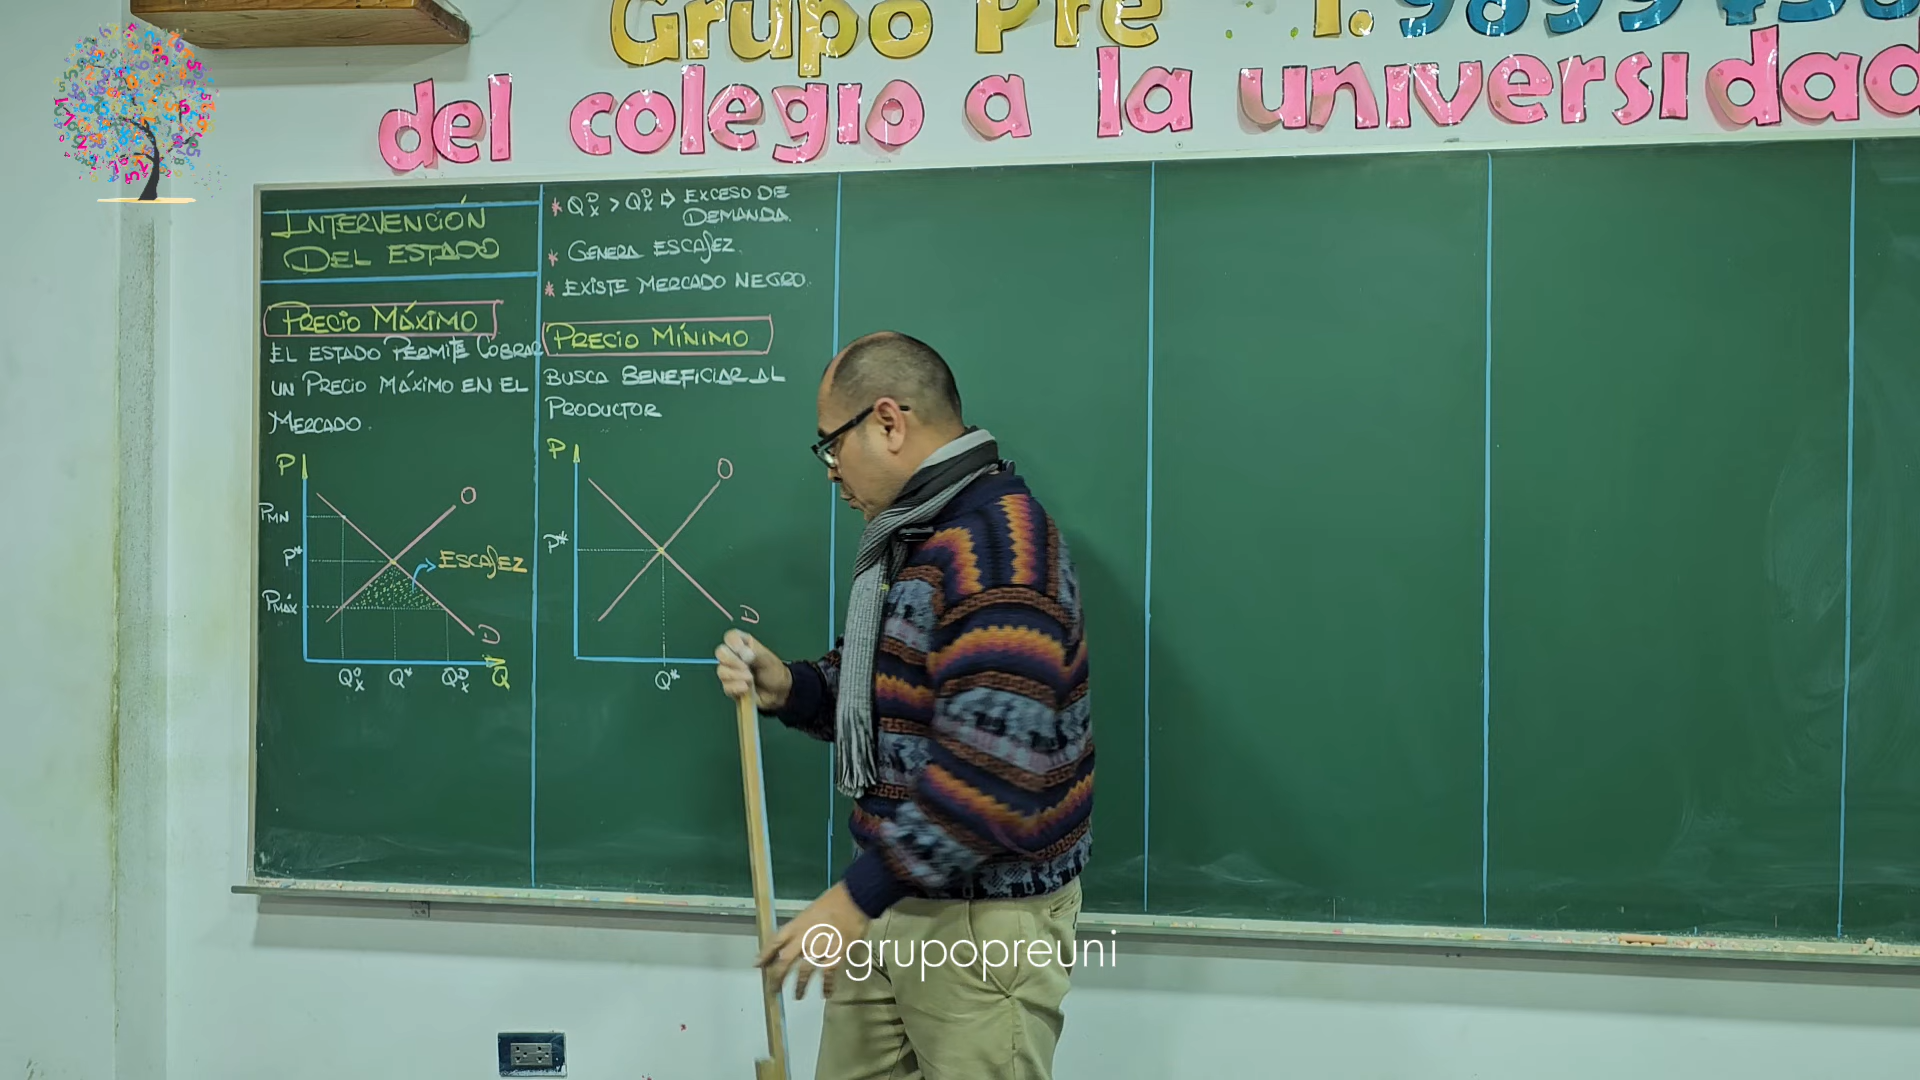 Grupo Pre
del colegio a la universidad
INTERVENCIÓN
DEL ESTADO
PRECIO MÁXIMO
EL ESTADO PERMITE COBRAR
UN PRECIO MÁXIMO EN EL
MERCADO.
P
PMN
P*
PMÁX
O
ESCASEZ
D
Q
Q*
* > ⇨ EXCESO DE
DEMANDA.
* GENERA ESCASEZ.
* EXISTE MERCADO NEGRO.
PRECIO MÍNIMO
BUSCA BENEFICIAR AL
PRODUCTOR
P
P*
O
D
Q*
@grupopreuni